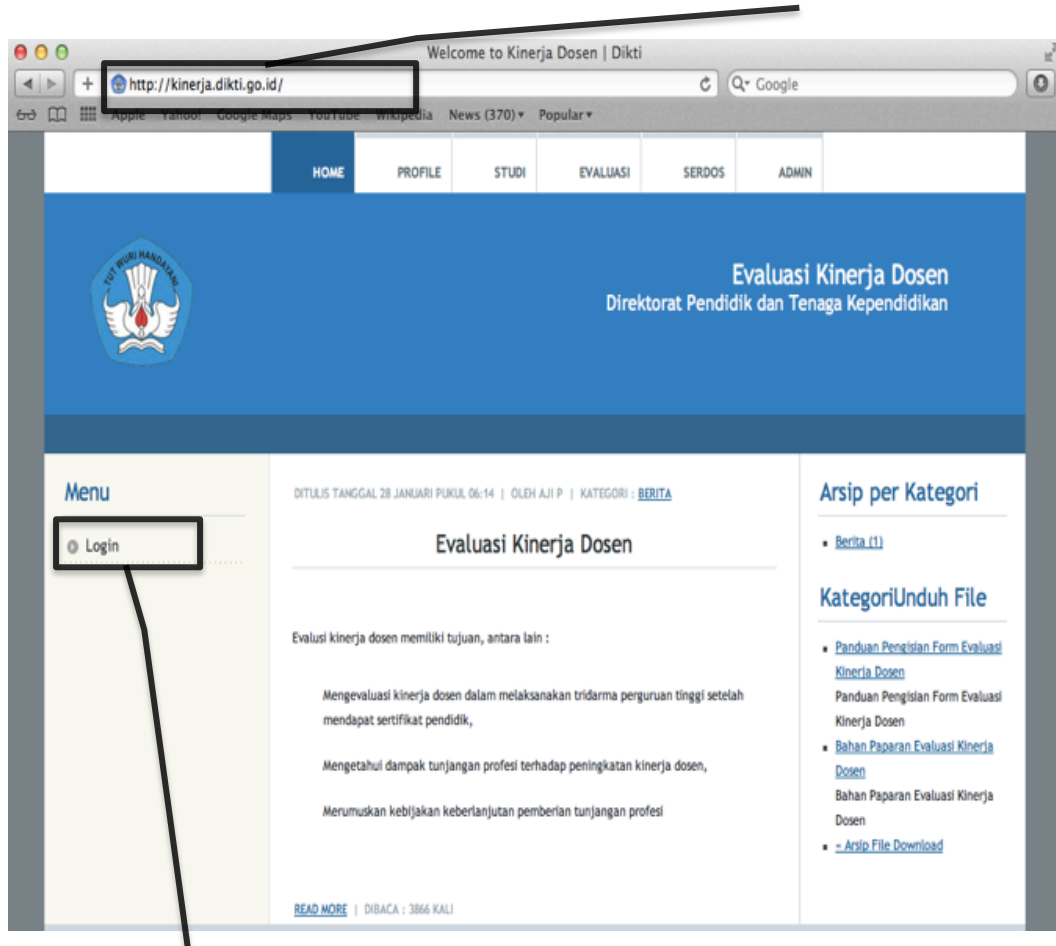 Welcome to Kinerja Dosen | Dikti
http://kinerja.dikti.go.id/
Google
Apple Yahoo! Google Maps YouTube Wikipedia News (370) Popular
HOME PROFILE STUDI EVALUASI SERDOS ADMIN
TUT WURI HANDAYANI
Evaluasi Kinerja Dosen
Direktorat Pendidik dan Tenaga Kependidikan
Menu
Login
DITULIS TANGGAL 28 JANUARI PUKUL 06:14 | OLEH AJI P | KATEGORI : BERITA
Evaluasi Kinerja Dosen
Evalusi kinerja dosen memiliki tujuan, antara lain :
Mengevaluasi kinerja dosen dalam melaksanakan tridarma perguruan tinggi setelah
mendapat sertifikat pendidik,
Mengetahui dampak tunjangan profesi terhadap peningkatan kinerja dosen,
Merumuskan kebijakan keberlanjutan pemberian tunjangan profesi
READ MORE | DIBACA : 3866 KALI
Arsip per Kategori
Berita (1)
KategoriUnduh File
Panduan Pengisian Form Evaluasi
Kinerja Dosen
Panduan Pengisian Form Evaluasi
Kinerja Dosen
Bahan Paparan Evaluasi Kinerja
Dosen
Bahan Paparan Evaluasi Kinerja
Dosen
~ Arsip File Download